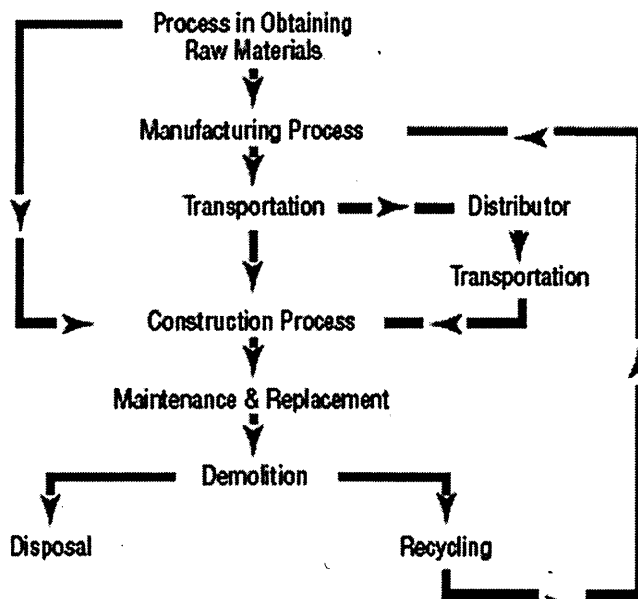 Process in Obtaining
Raw Materials
Manufacturing Process
Transportation
Distributor
Transportation
Construction Process
Maintenance & Replacement
Demolition
Disposal
Recycling